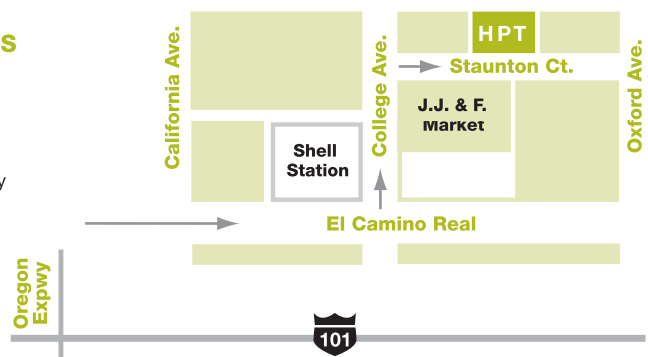 s
HPT
Staunton Ct.
California Ave.
College Ave.
Oxford Ave.
J.J. & F.
Market
Shell
Station
y
El Camino Real
Oregon
Expwy
101